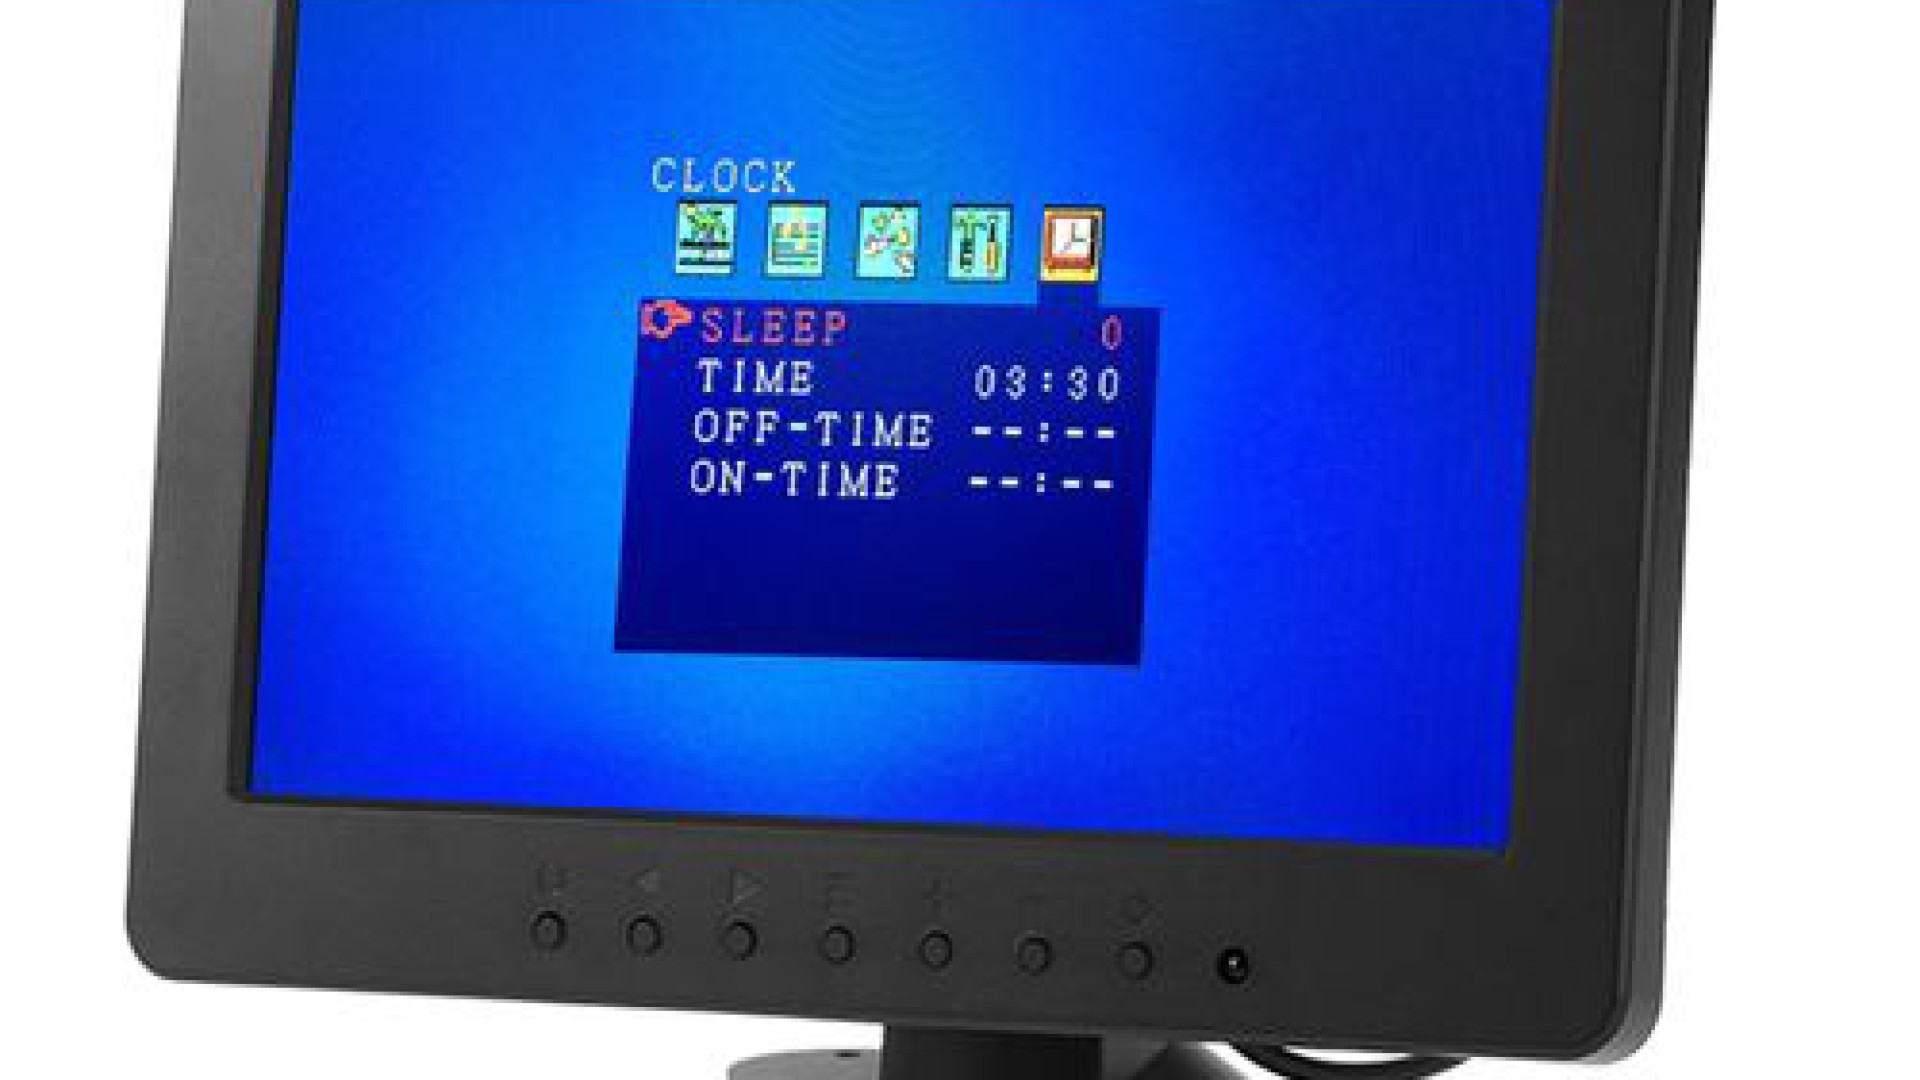 CLOCK
SLEEP 0
TIME 03:30
OFF-TIME --:--
ON-TIME --:--